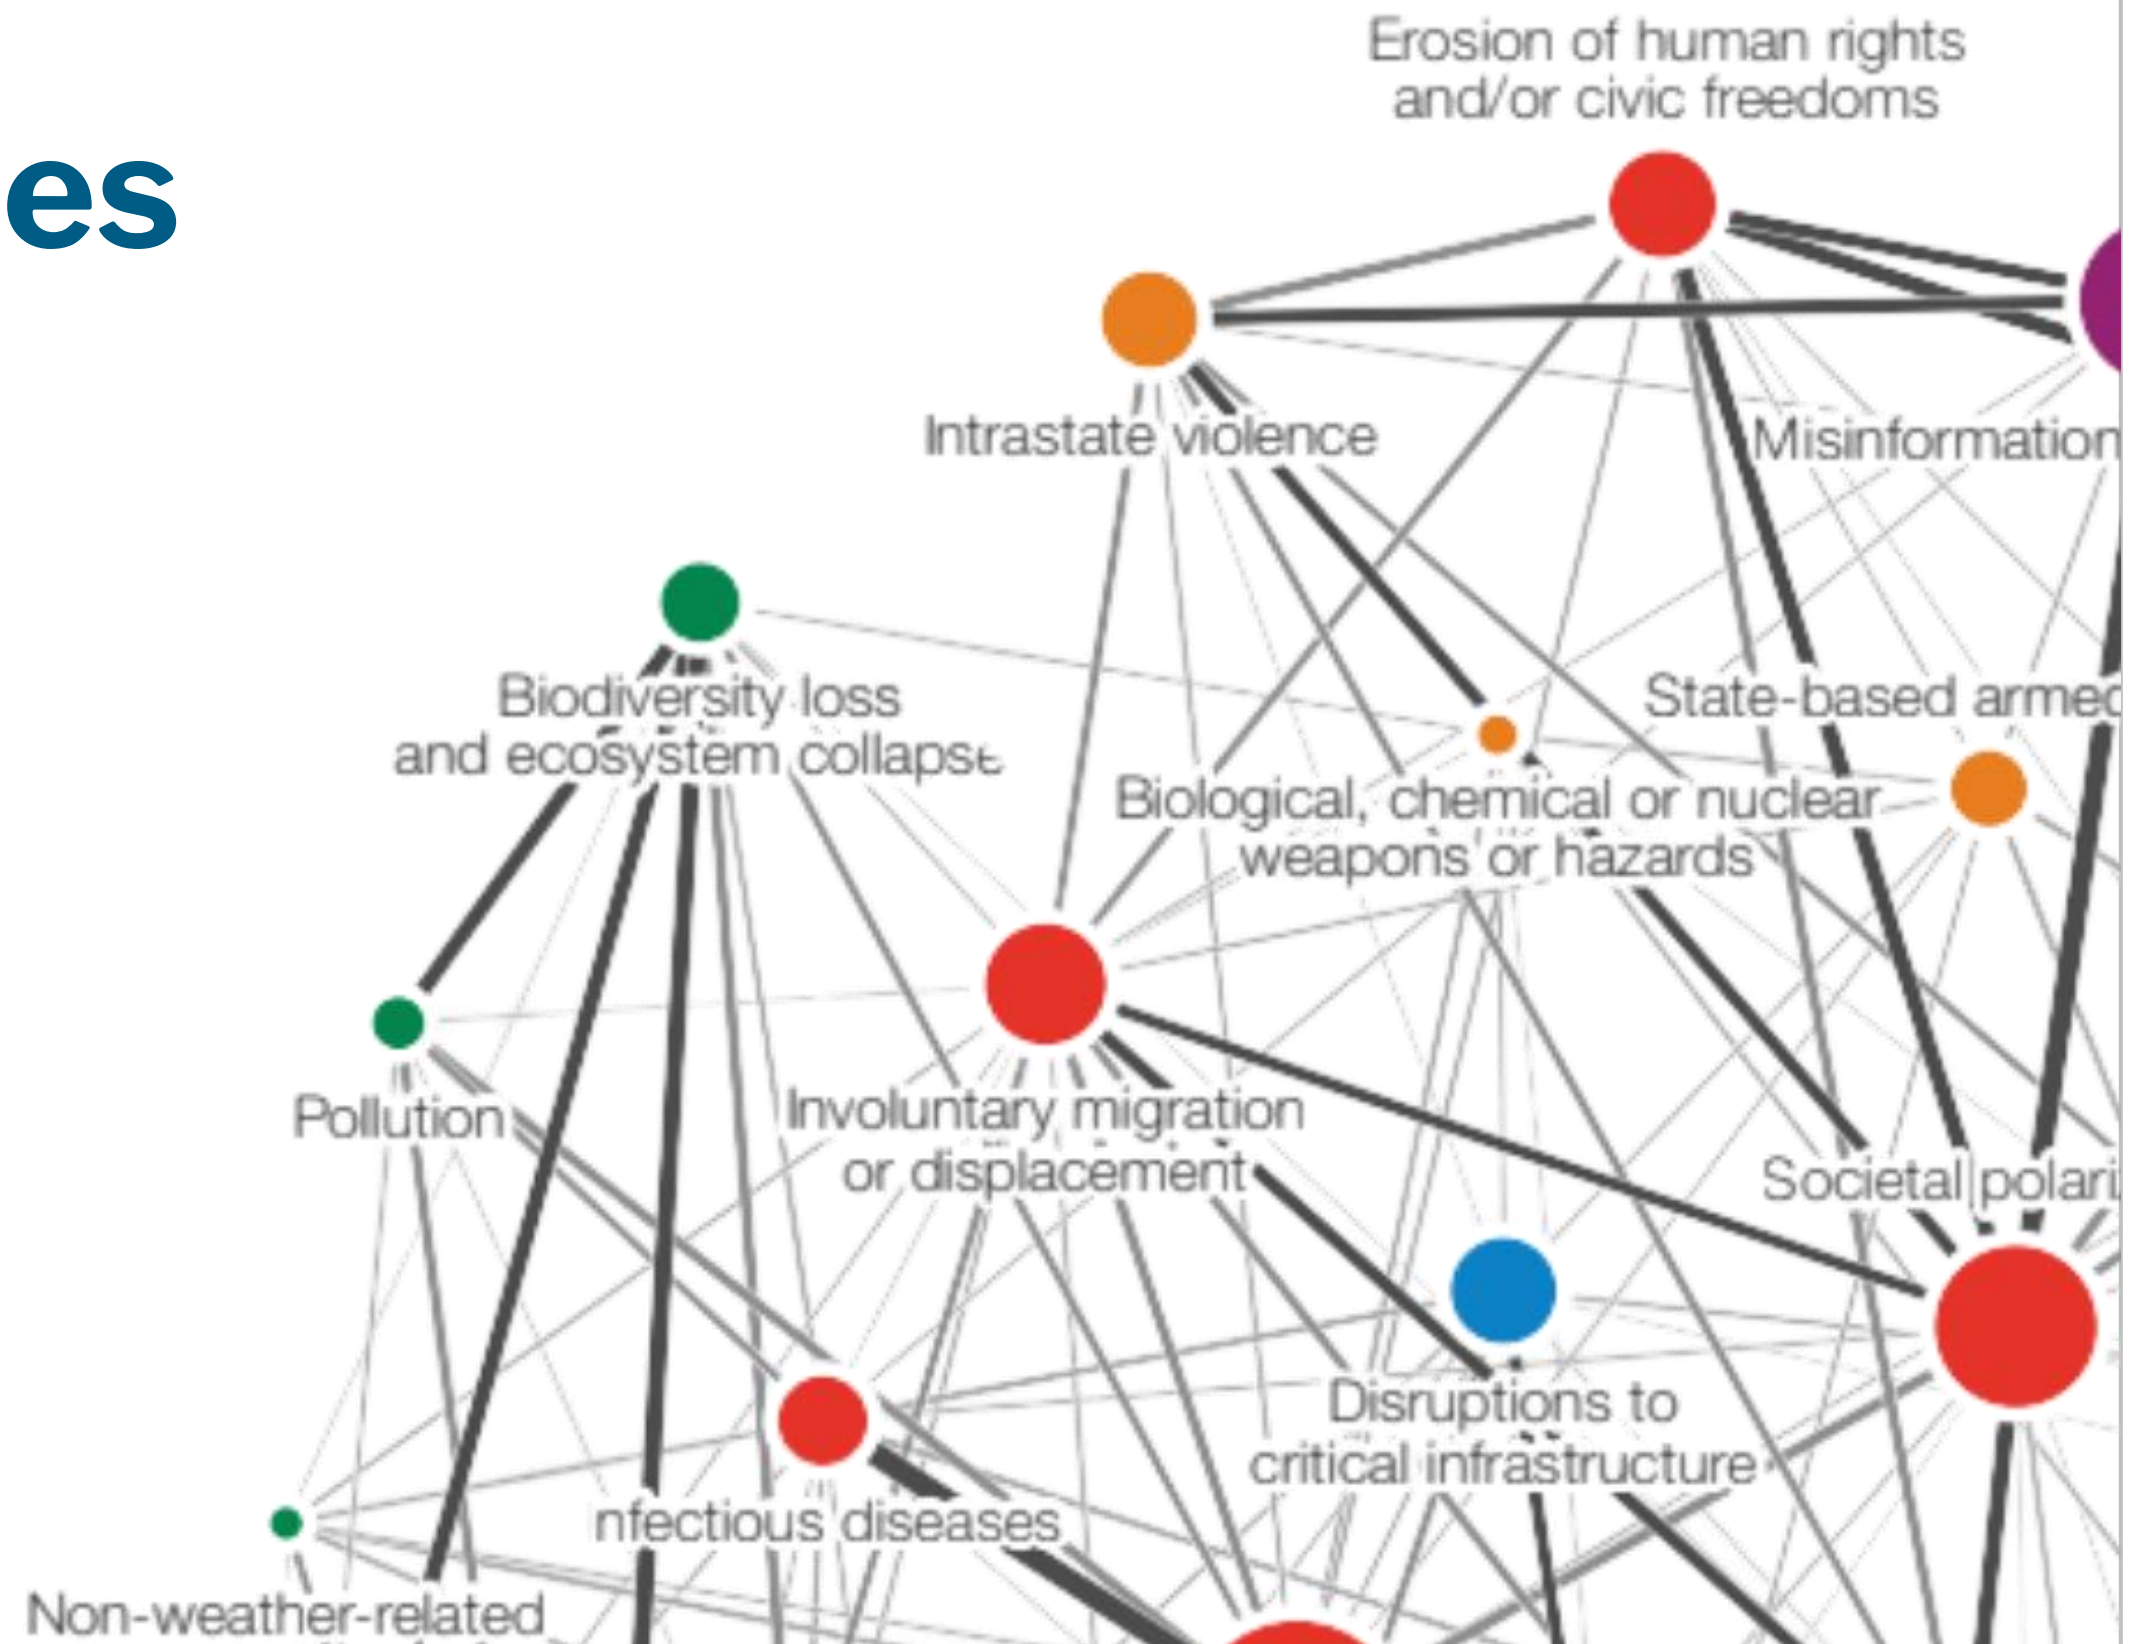 es
Erosion of human rights
and/or civic freedoms
Intrastate violence
Misinformation
Biodiversity loss
and ecosystem collapse
State-based armed
Biological, chemical or nuclear
weapons or hazards
Pollution
Involuntary migration
or displacement
Societal polari
Disruptions to
critical infrastructure
nfectious diseases
Non-weather-related